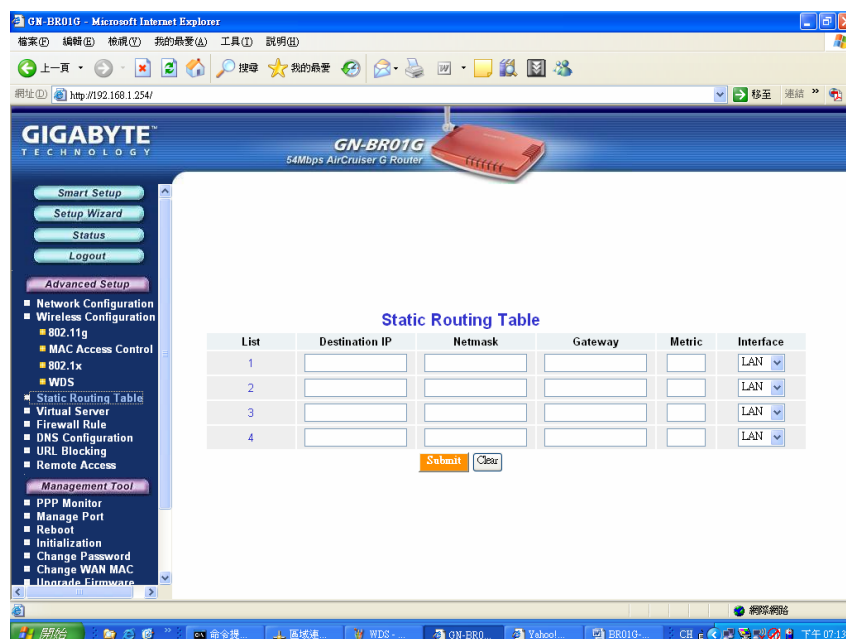 GN-BR01G - Microsoft Internet Explorer
檔案(F) 編輯(E) 檢視(V) 我的最愛(A) 工具(T) 說明(H)
上一頁 搜尋 我的最愛
網址(D) http://192.168.1.254/ 移至 連結 »
GIGABYTE™
TECHNOLOGY
GN-BR01G
54Mbps AirCruiser G Router
Smart Setup
Setup Wizard
Status
Logout
Advanced Setup
Network Configuration
Wireless Configuration
802.11g
MAC Access Control
802.1x
WDS
Static Routing Table
Virtual Server
Firewall Rule
DNS Configuration
URL Blocking
Remote Access
Management Tool
PPP Monitor
Manage Port
Reboot
Initialization
Change Password
Change WAN MAC
Upgrade Firmware
Static Routing Table
List Destination IP Netmask Gateway Metric Interface
1 LAN
2 LAN
3 LAN
4 LAN
Submit Clear
網際網路
開始 » 命令提... 區域連... WDS - ... GN-BR0... Yahoo!... BR01G-... CH 下午 07:13